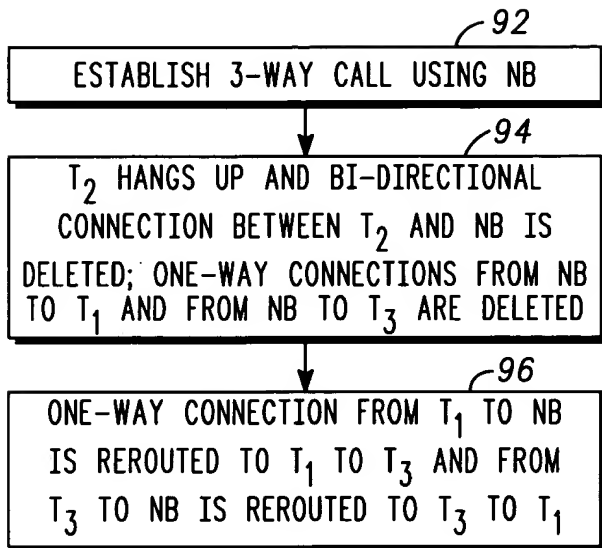 92
ESTABLISH 3-WAY CALL USING NB
94
T2 HANGS UP AND BI-DIRECTIONAL
CONNECTION BETWEEN T2 AND NB IS
DELETED; ONE-WAY CONNECTIONS FROM NB
TO T1 AND FROM NB TO T3 ARE DELETED
96
ONE-WAY CONNECTION FROM T1 TO NB
IS REROUTED TO T1 TO T3 AND FROM
T3 TO NB IS REROUTED TO T3 TO T1